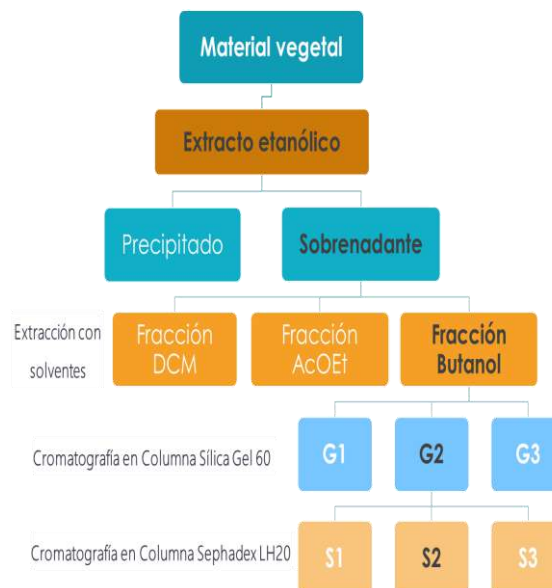 Material vegetal
Extracto etanólico
Precipitado
Sobrenadante
Extracción con
solventes
Fracción
DCM
Fracción
AcOEt
Fracción
Butanol
Cromatografía en Columna Sílica Gel 60
G1
G2
G3
Cromatografía en Columna Sephadex LH20
S1
S2
S3